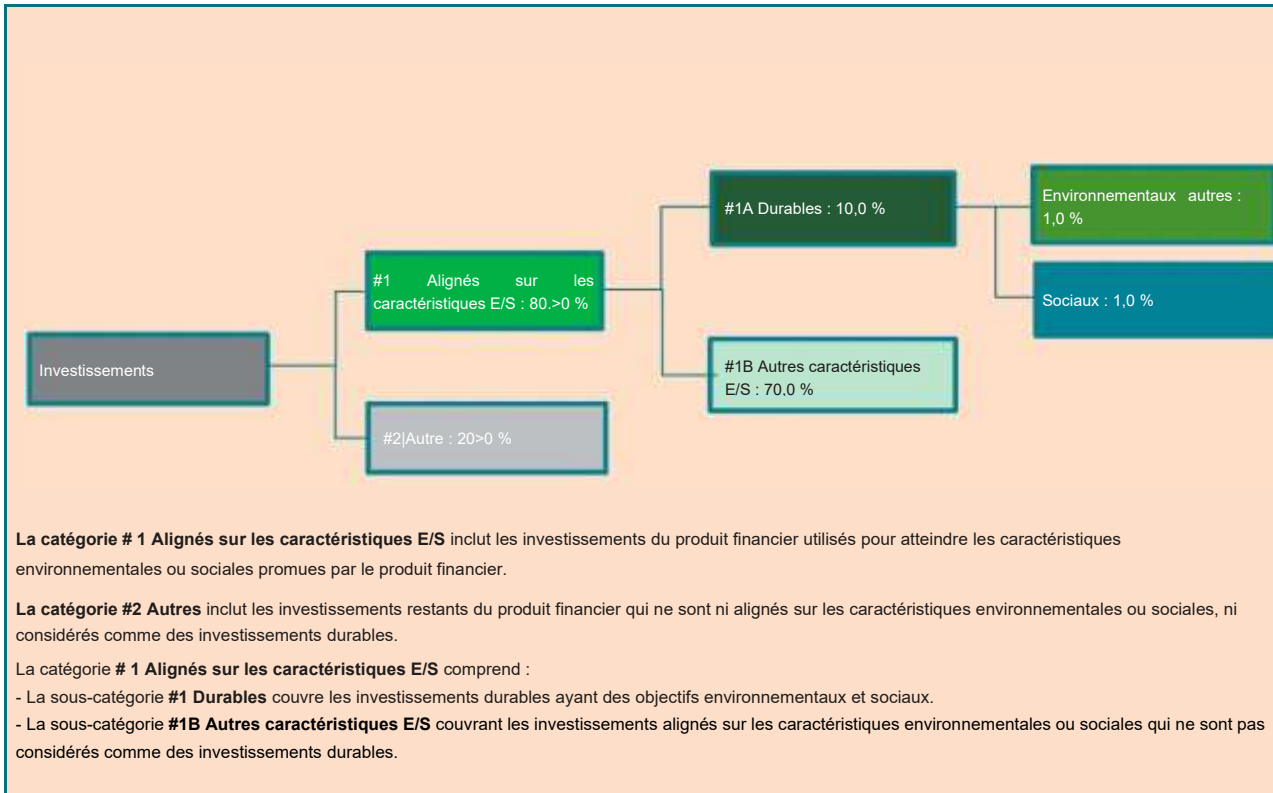 #1A Durables : 10,0 %
Environnementaux autres :
1,0 %
#1 Alignés sur les
caractéristiques E/S : 80.>0 %
Sociaux : 1,0 %
Investissements
#1B Autres caractéristiques
E/S : 70,0 %
#2|Autre : 20>0 %
La catégorie # 1 Alignés sur les caractéristiques E/S inclut les investissements du produit financier utilisés pour atteindre les caractéristiques
environnementales ou sociales promues par le produit financier.
La catégorie #2 Autres inclut les investissements restants du produit financier qui ne sont ni alignés sur les caractéristiques environnementales ou sociales, ni
considérés comme des investissements durables.
La catégorie # 1 Alignés sur les caractéristiques E/S comprend :
- La sous-catégorie #1 Durables couvre les investissements durables ayant des objectifs environnementaux et sociaux.
- La sous-catégorie #1B Autres caractéristiques E/S couvrant les investissements alignés sur les caractéristiques environnementales ou sociales qui ne sont pas
considérés comme des investissements durables.